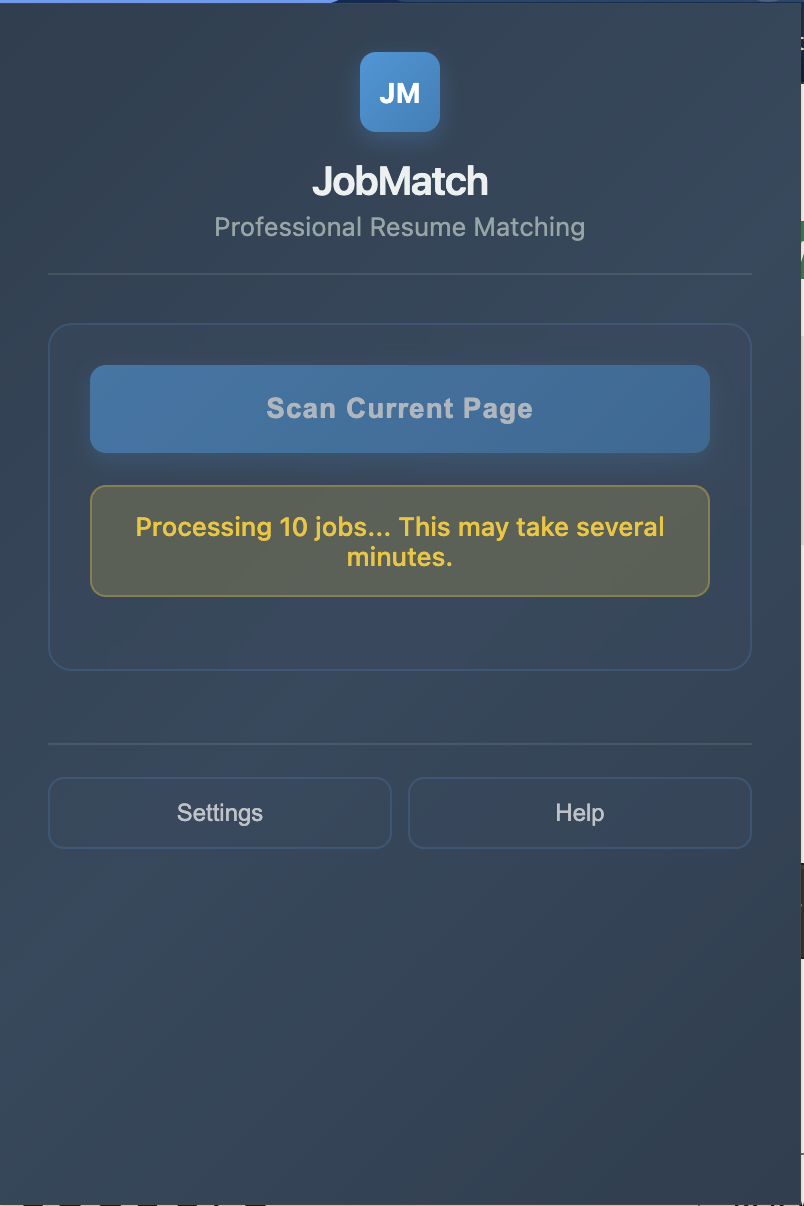 JM
JobMatch
Professional Resume Matching
Scan Current Page
Processing 10 jobs... This may take several
minutes.
Settings
Help